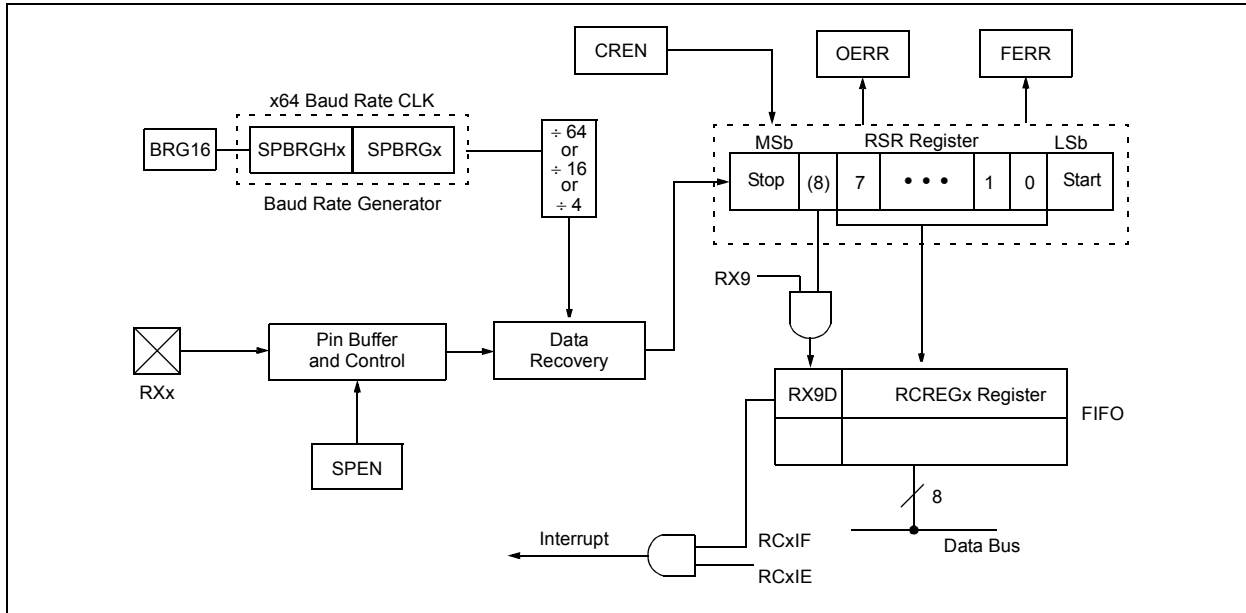 CREN
OERR
FERR
x64 Baud Rate CLK
BRG16
SPBRGHx
SPBRGx
Baud Rate Generator
÷ 64
or
÷ 16
or
÷ 4
MSb
RSR Register
LSb
Stop
(8)
7
• • •
1
0
Start
RX9
RXx
Pin Buffer
and Control
Data
Recovery
SPEN
RX9D
RCREGx Register
FIFO
8
Data Bus
Interrupt
RCxIF
RCxIE